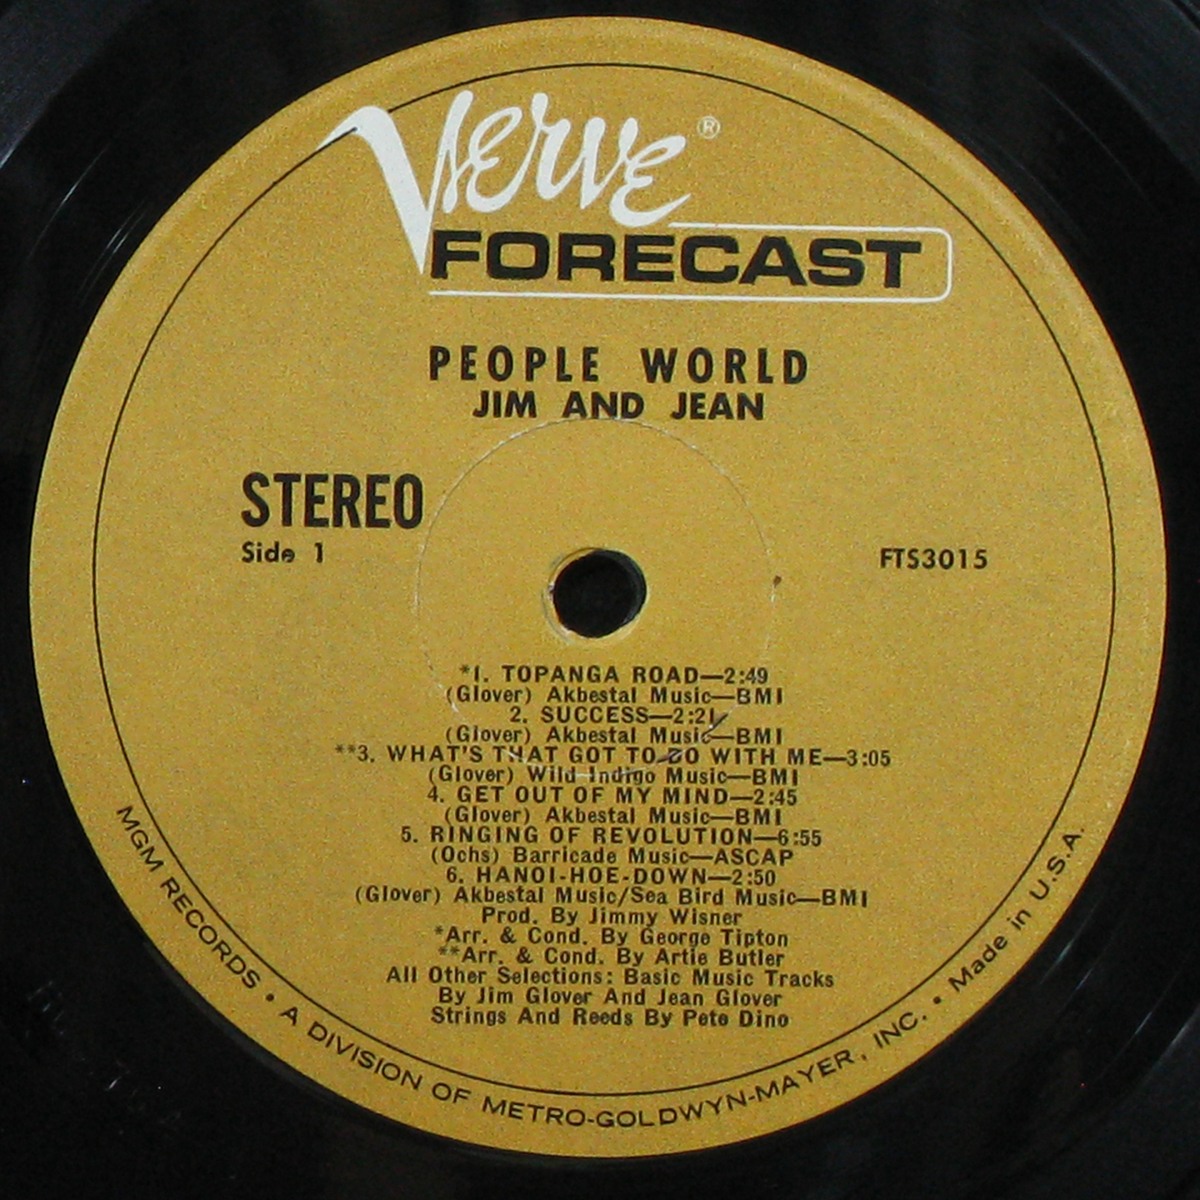 Verve®
FORECAST
PEOPLE WORLD
JIM AND JEAN
STEREO
Side 1
FTS3015
*1. TOPANGA ROAD—2:49
(Glover) Akbestal Music—BMI
2. SUCCESS—2:21
(Glover) Akbestal Music—BMI
**3. WHAT'S THAT GOT TO DO WITH ME—3:05
(Glover) Wild Indigo Music—BMI
4. GET OUT OF MY MIND—2:45
(Glover) Akbestal Music—BMI
5. RINGING OF REVOLUTION—6:55
(Ochs) Barricade Music—ASCAP
6. HANOI-HOE-DOWN—2:50
(Glover) Akbestal Music/Sea Bird Music—BMI
Prod. By Jimmy Wisner
*Arr. & Cond. By George Tipton
**Arr. & Cond. By Artie Butler
All Other Selections: Basic Music Tracks
By Jim Glover And Jean Glover
Strings And Reeds By Pete Dino
MGM RECORDS • A DIVISION OF METRO-GOLDWYN-MAYER, INC. • Made in U.S.A.